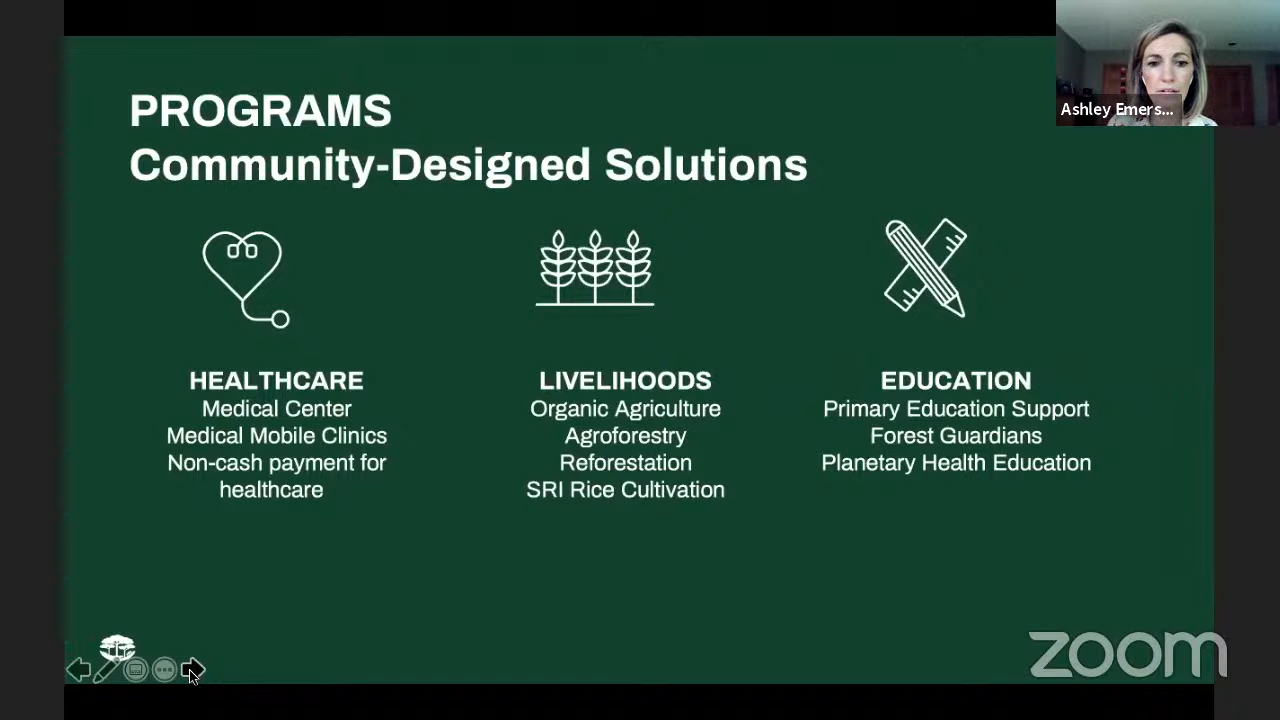 PROGRAMS
Community-Designed Solutions
Ashley Emers...
HEALTHCARE
Medical Center
Medical Mobile Clinics
Non-cash payment for
healthcare
LIVELIHOODS
Organic Agriculture
Agroforestry
Reforestation
SRI Rice Cultivation
EDUCATION
Primary Education Support
Forest Guardians
Planetary Health Education
zoom